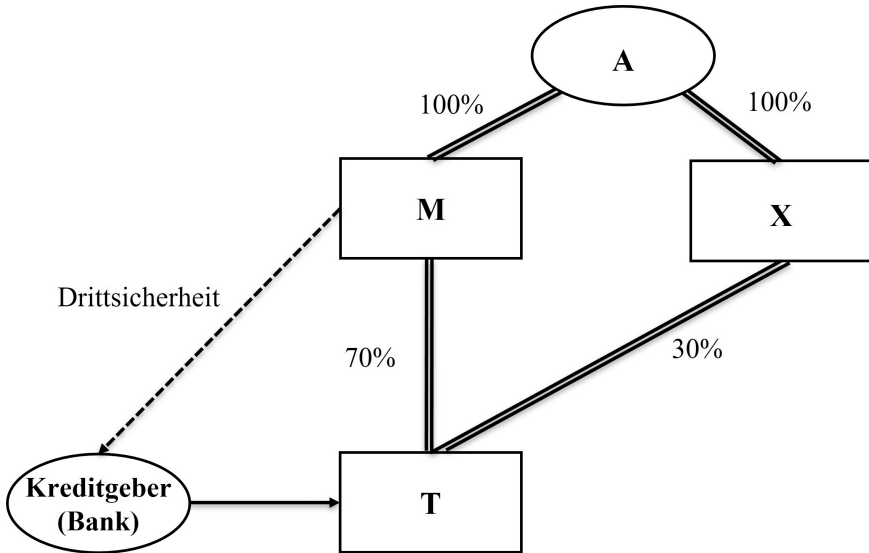 A
100%
100%
M
X
Drittsicherheit
70%
30%
Kreditgeber
(Bank)
T